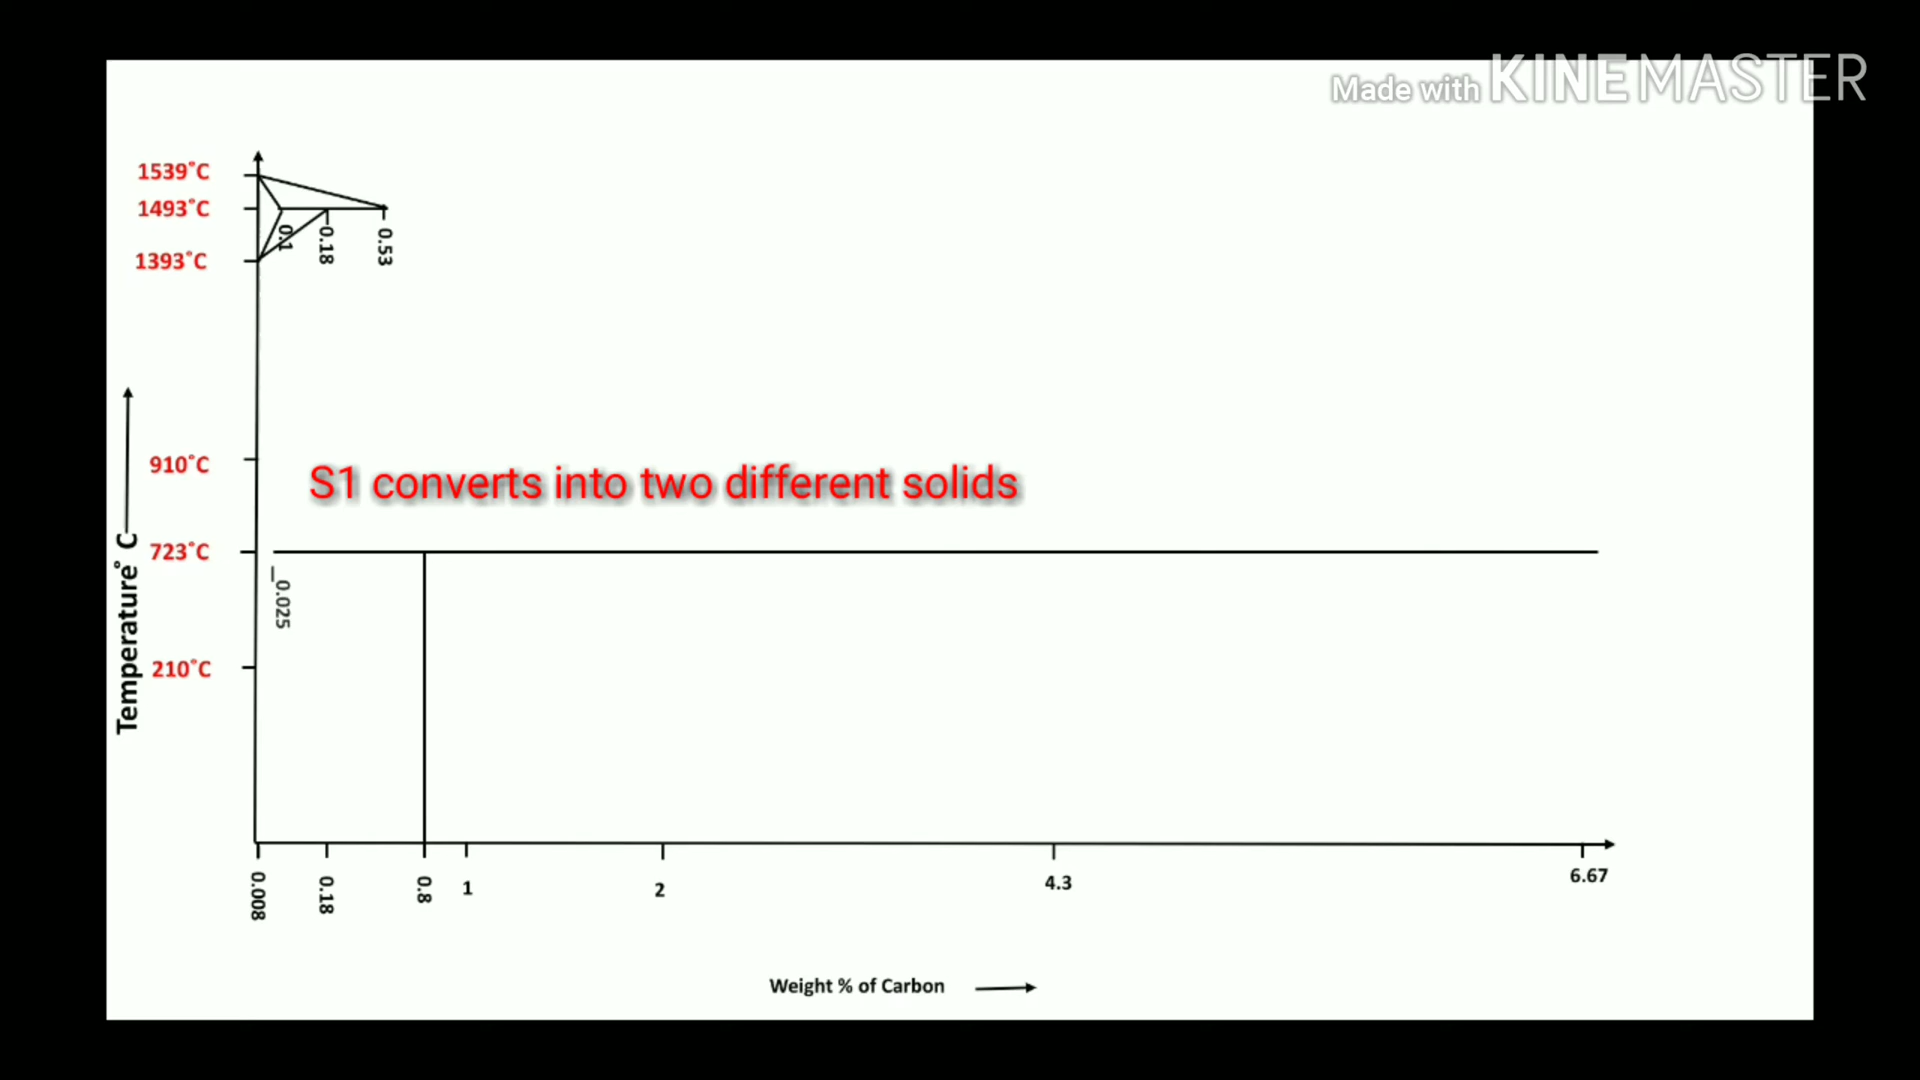 Made with KINEMASTER
1539°C
1493°C
1393°C
0.1
0.18
0.53
910°C
S1 converts into two different solids
723°C
0.025
210°C
Temperature° C
0.008
0.18
0.8
1
2
4.3
6.67
Weight % of Carbon